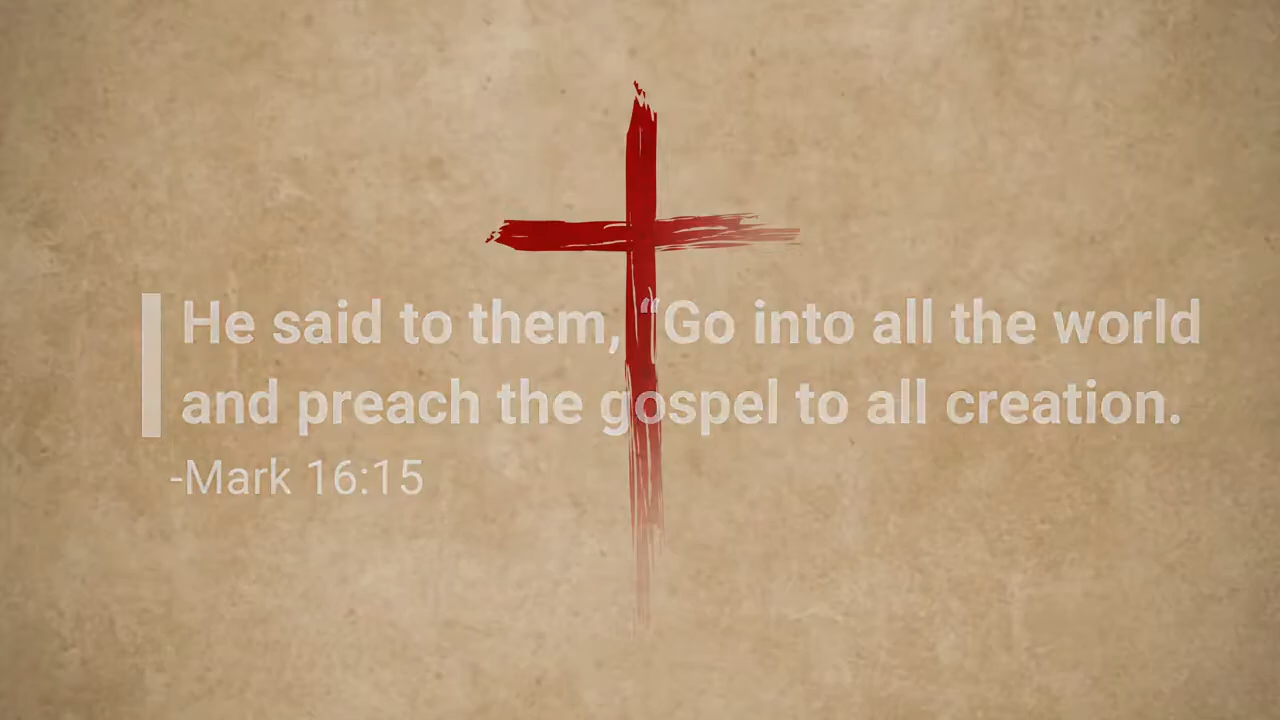 He said to them, “Go into all the world
and preach the gospel to all creation.
-Mark 16:15